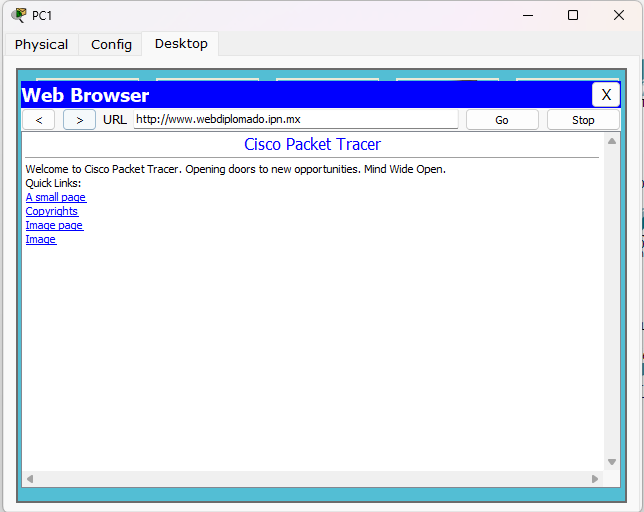 PC1
Physical Config Desktop
Web Browser X
< > URL http://www.webdiplomado.ipn.mx Go Stop
Cisco Packet Tracer
Welcome to Cisco Packet Tracer. Opening doors to new opportunities. Mind Wide Open.
Quick Links:
A small page
Copyrights
Image page
Image